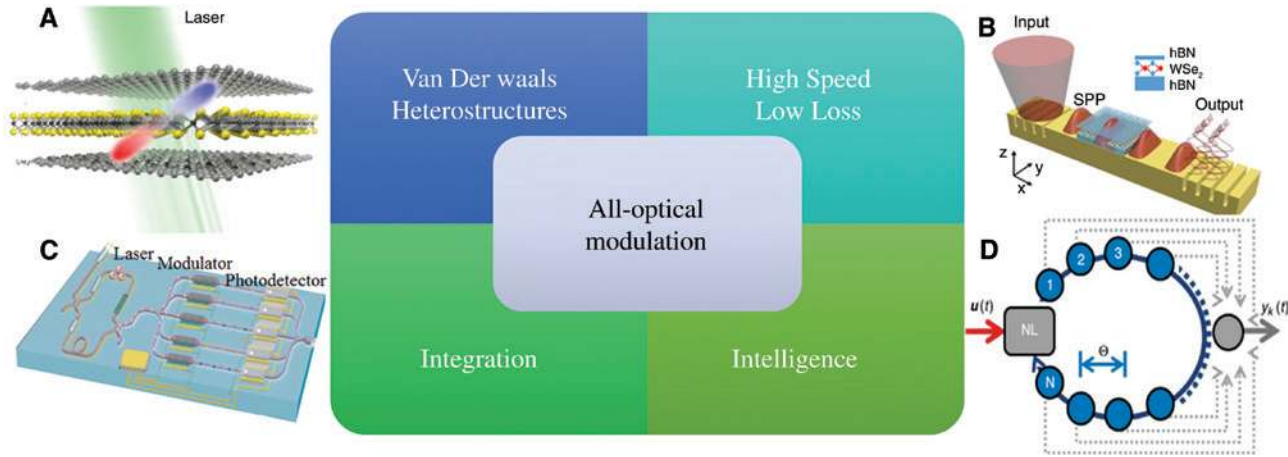 A
Laser
Van Der waals
Heterostructures
High Speed
Low Loss
B
Input
hBN
WSe₂
hBN
SPP
Output
z
y
x
All-optical
modulation
C
Laser
Modulator
Photodetector
Integration
Intelligence
D
1
2
3
u(t)
NL
yₖ(t)
Θ
N